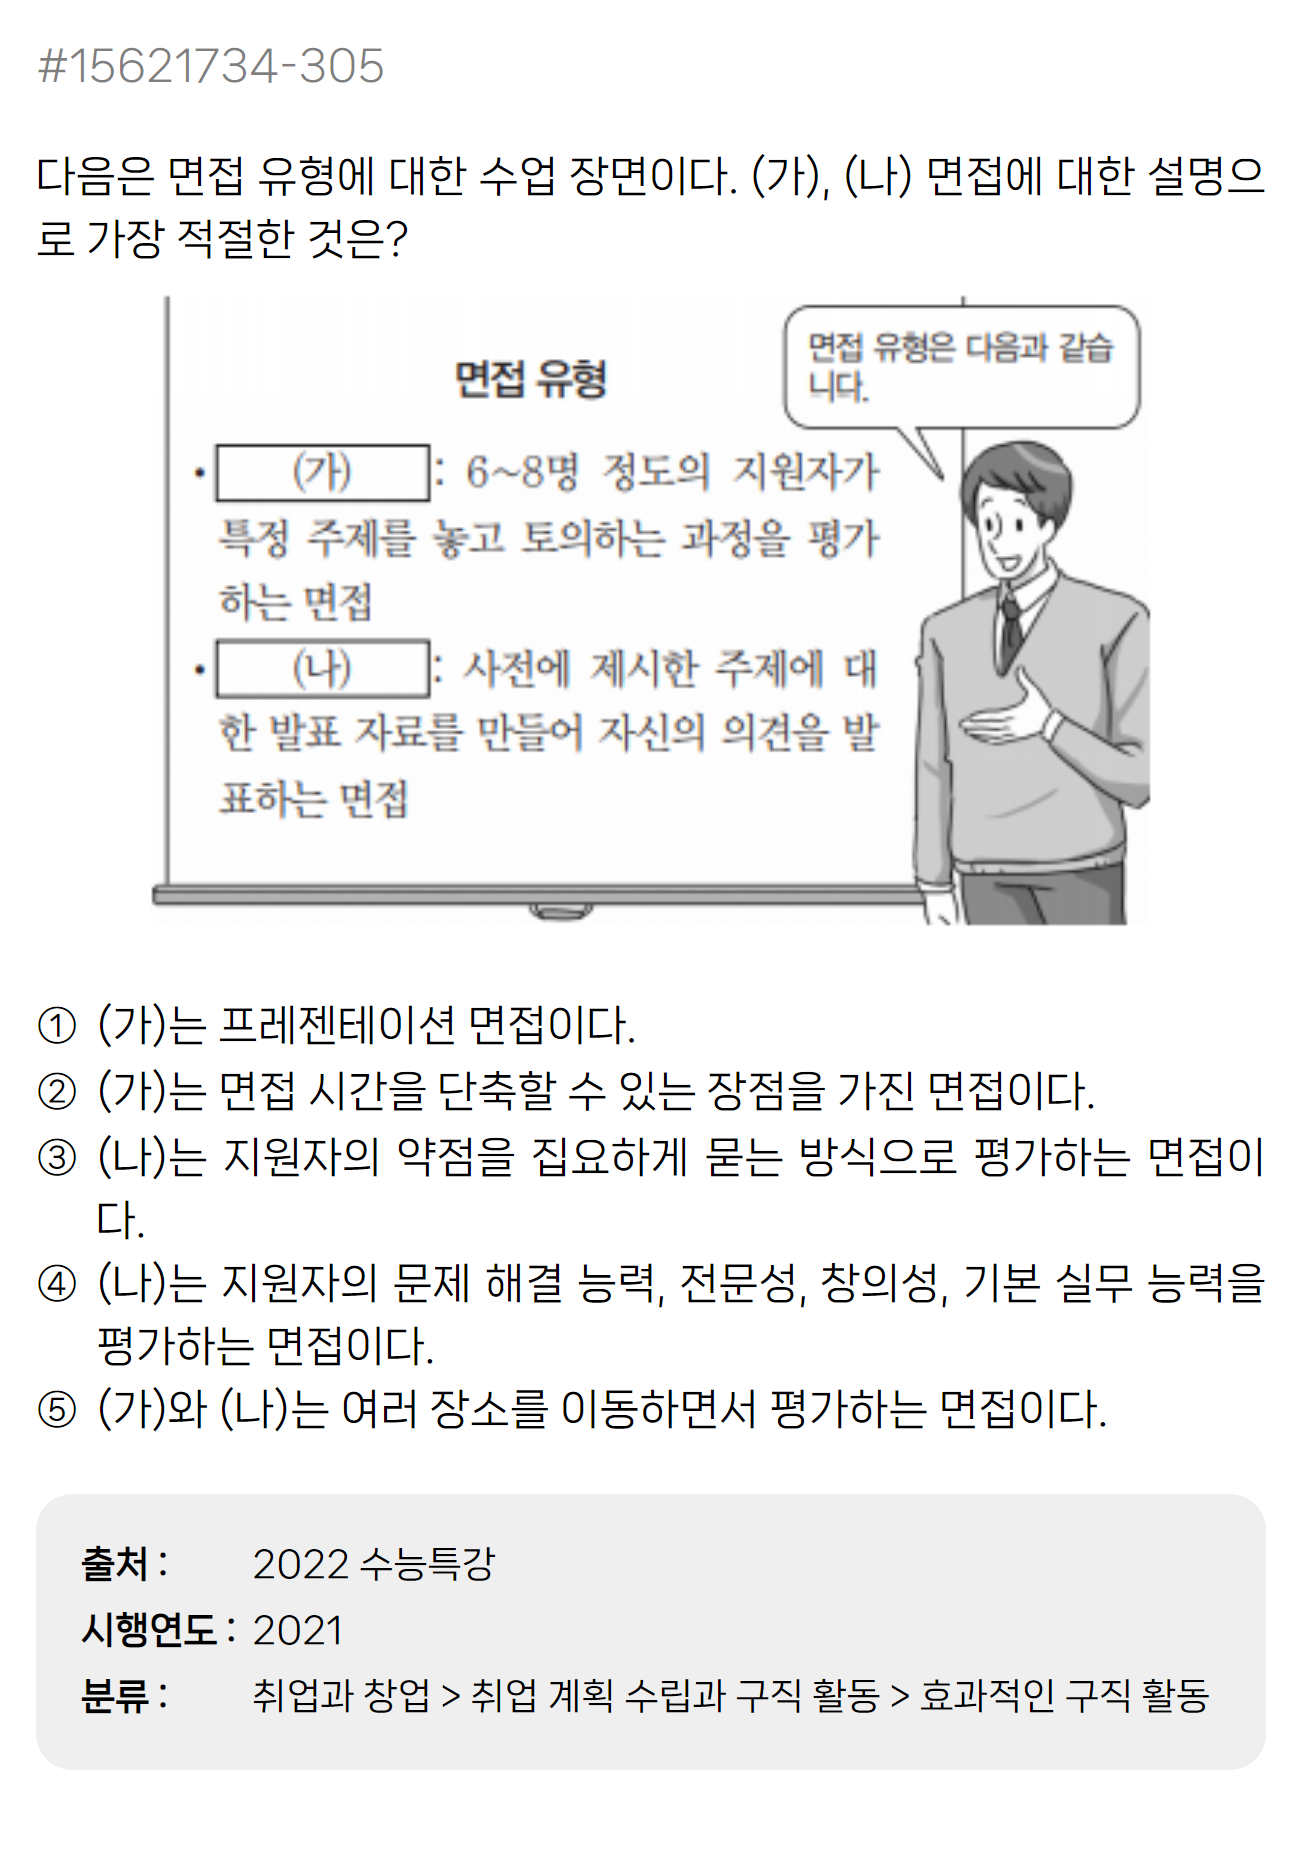 #15621734-305
다음은 면접 유형에 대한 수업 장면이다. (가), (나) 면접에 대한 설명으
로 가장 적절한 것은?
면접 유형은 다음과 같습
니다.
면접 유형
• (가) : 6~8명 정도의 지원자가
특정 주제를 놓고 토의하는 과정을 평가
하는 면접
• (나) : 사전에 제시한 주제에 대
한 발표 자료를 만들어 자신의 의견을 발
표하는 면접
① (가)는 프레젠테이션 면접이다.
② (가)는 면접 시간을 단축할 수 있는 장점을 가진 면접이다.
③ (나)는 지원자의 약점을 집요하게 묻는 방식으로 평가하는 면접이
다.
④ (나)는 지원자의 문제 해결 능력, 전문성, 창의성, 기본 실무 능력을
평가하는 면접이다.
⑤ (가)와 (나)는 여러 장소를 이동하면서 평가하는 면접이다.
출처 : 2022 수능특강
시행연도 : 2021
분류 : 취업과 창업 > 취업 계획 수립과 구직 활동 > 효과적인 구직 활동